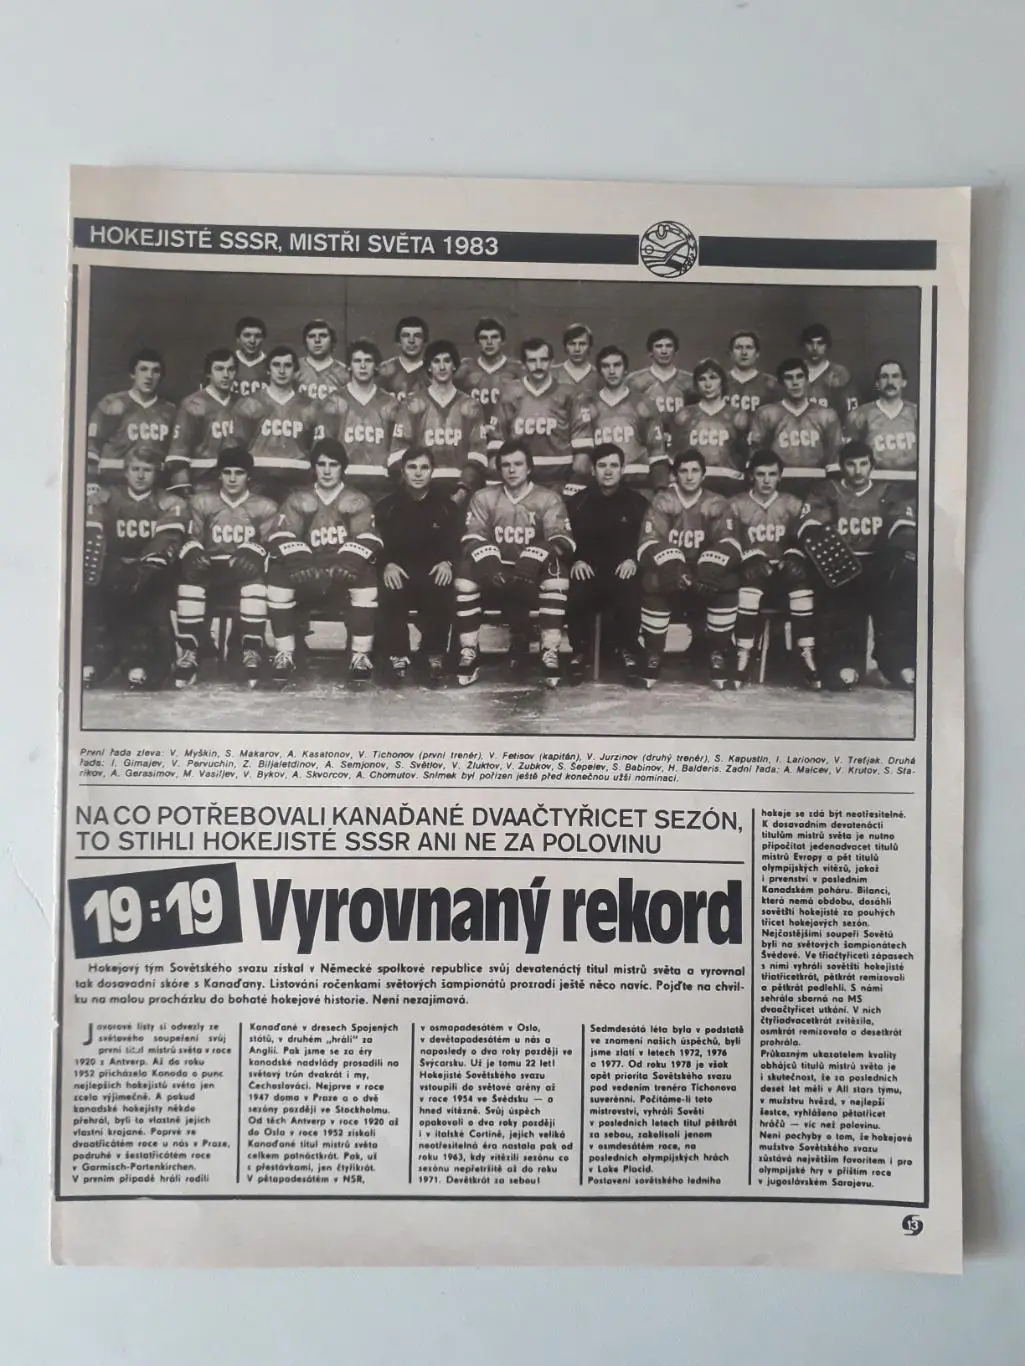 HOKEJISTÉ SSSR, MISTŘI SVĚTA 1983
První řada zleva: V. Myškin, S. Makarov, A. Kasatonov, V. Tichonov (první trenér), V. Fetisov (kapitán), V. Jurzinov (druhý trenér), S. Kapustin, I. Larionov, V. Treťjak. Druhá
řada: I. Gimajev, V. Pervuchin, Z. Biljaletdinov, A. Semjonov, S. Světlov, V. Žluktov, V. Zubkov, S. Šepelev, S. Babinov, H. Balderis. Zadní řada: A. Malcev, V. Krutov, S. Sta-
rikov, A. Gerasimov, M. Vasiljev, V. Bykov, A. Skvorcov, A. Chomutov. Snímek byl pořízen ještě před konečnou užší nominací.
NA CO POTŘEBOVALI KANAĎANÉ DVAAČTYŘICET SEZÓN,
TO STIHLI HOKEJISTÉ SSSR ANI NE ZA POLOVINU
19:19 Vyrovnaný rekord
Hokejový tým Sovětského svazu získal v Německé spolkové republice svůj devatenáctý titul mistrů světa a vyrovnal
tak dosavadní skóre s Kanaďany. Listování ročenkami světových šampionátů prozradí ještě něco navíc. Pojďte na chvil-
ku na malou procházku do bohaté hokejové historie. Není nezajímavá.
Javorové listy si odvezly ze
světového soupeření svůj
první titul mistrů světa v roce
1920 z Antverp. Až do roku
1952 přicházela Kanada o punc
nejlepších hokejistů světa jen
zcela výjimečně. A pokud
kanadské hokejisty někdo
přehrál, byli to vlastně jejich
vlastní krajané. Poprvé ve
dvaatřicátém roce u nás v Praze,
podruhé v šestatřicátém roce
v Garmisch-Partenkirchen.
V prvním případě hráli rodilí
Kanaďané v dresech Spojených
států, v druhém „hráli" za
Anglii. Pak jsme se za éry
kanadské nadvlády prosadili na
světový trůn dvakrát i my,
Čechoslováci. Nejprve v roce
1947 doma v Praze a o dvě
sezóny později ve Stockholmu.
Od těch Antverp v roce 1920 až
do Osla v roce 1952 získali
Kanaďané titul mistrů světa
celkem patnáctkrát. Pak, už
s přestávkami, jen čtyřikrát.
V pětapadesátém v NSR,
v osmapadesátém v Oslo,
v devětapadesátém u nás a
naposledy o dva roky později ve
Švýcarsku. Už je tomu 22 let!
Hokejisté Sovětského svazu
vstoupili do světové arény až
v roce 1954 ve Švédsku — a
hned vítězně. Svůj úspěch
opakovali o dva roky později
i v italské Cortině, jejich veliká
neotřesitelná éra nastala pak od
roku 1963, kdy vítězili sezónu co
sezónu nepřetržitě až do roku
1971. Devětkrát za sebou!
Sedmdesátá léta byla v podstatě
ve znamení našich úspěchů, byli
jsme zlatí v letech 1972, 1976
a 1977. Od roku 1978 je však
opět priorita Sovětského svazu
pod vedením trenéra Tichonova
suverénní. Počítáme-li toto
mistrovství, vyhráli Sověti
v posledních letech titul pětkrát
za sebou, zakolísali jenom
v osmdesátém roce, na
posledních olympijských hrách
v Lake Placid.
Postavení sovětského ledního
hokeje se zdá být neotřesitelné.
K dosavadním devatenácti
titulům mistrů světa je nutno
připočítat jedenadvacet titulů
mistrů Evropy a pět titulů
olympijských vítězů, jakož
i prvenství v posledním
Kanadském poháru. Bilanci,
která nemá obdobu, dosáhli
sovětští hokejisté za pouhých
třicet hokejových sezón.
Nejčastějšími soupeři Sovětů
byli na světových šampionátech
Švédové. Ve třiačtyřiceti zápasech
s nimi vyhráli sovětští hokejisté
třiatřicetkrát, pětkrát remizovali
a pětkrát podlehli. S námi
sehrála sborná na MS
dvaačtyřicet utkání. V nich
čtyřiadvacetkrát zvítězila,
osmkrát remizovala a desetkrát
prohrála.
Průkazným ukazatelem kvality
obhájců titulů mistrů světa je
i skutečnost, že za posledních
deset let měli v All stars týmu,
v mužstvu hvězd, v nejlepší
šestce, vyhlášeno pětatřicet
hráčů — víc než polovinu.
Není pochyby o tom, že hokejové
mužstvo Sovětského svazu
zůstává největším favoritem i pro
olympijské hry v příštím roce
v jugoslávském Sarajevu.
13